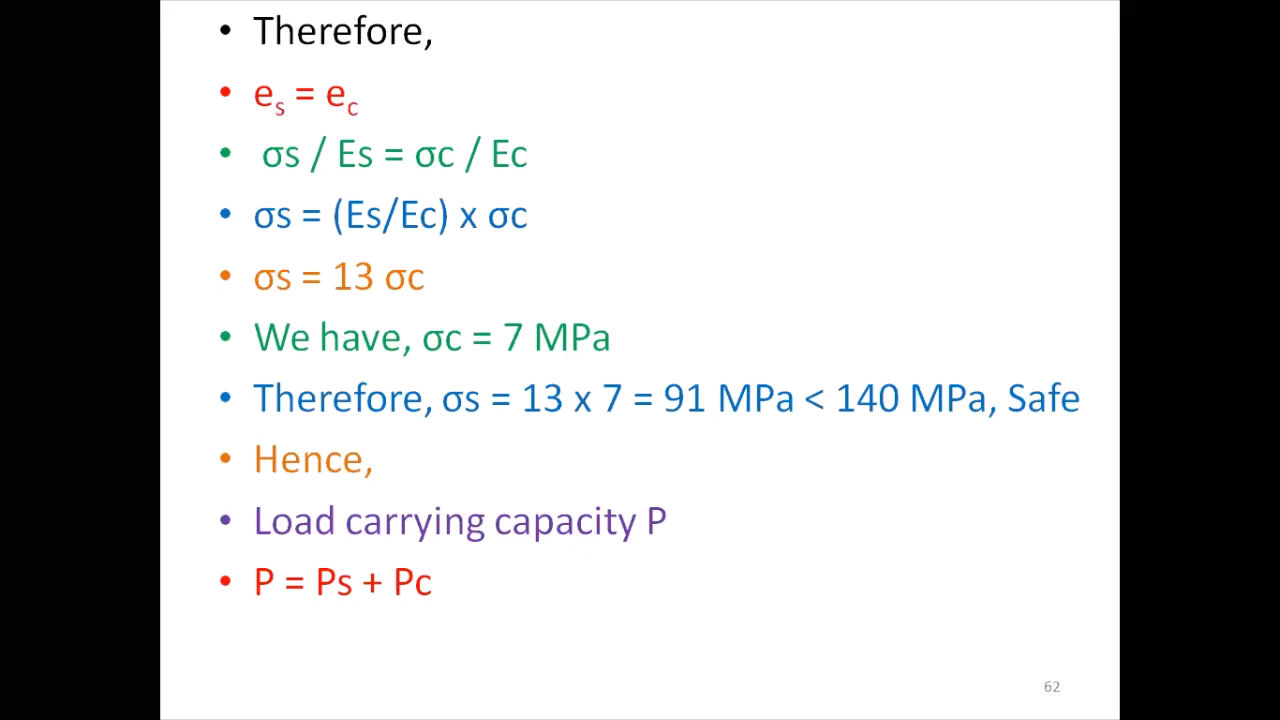 • Therefore,
• es = ec
• σs / Es = σc / Ec
• σs = (Es/Ec) x σc
• σs = 13 σc
• We have, σc = 7 MPa
• Therefore, σs = 13 x 7 = 91 MPa < 140 MPa, Safe
• Hence,
• Load carrying capacity P
• P = Ps + Pc
62